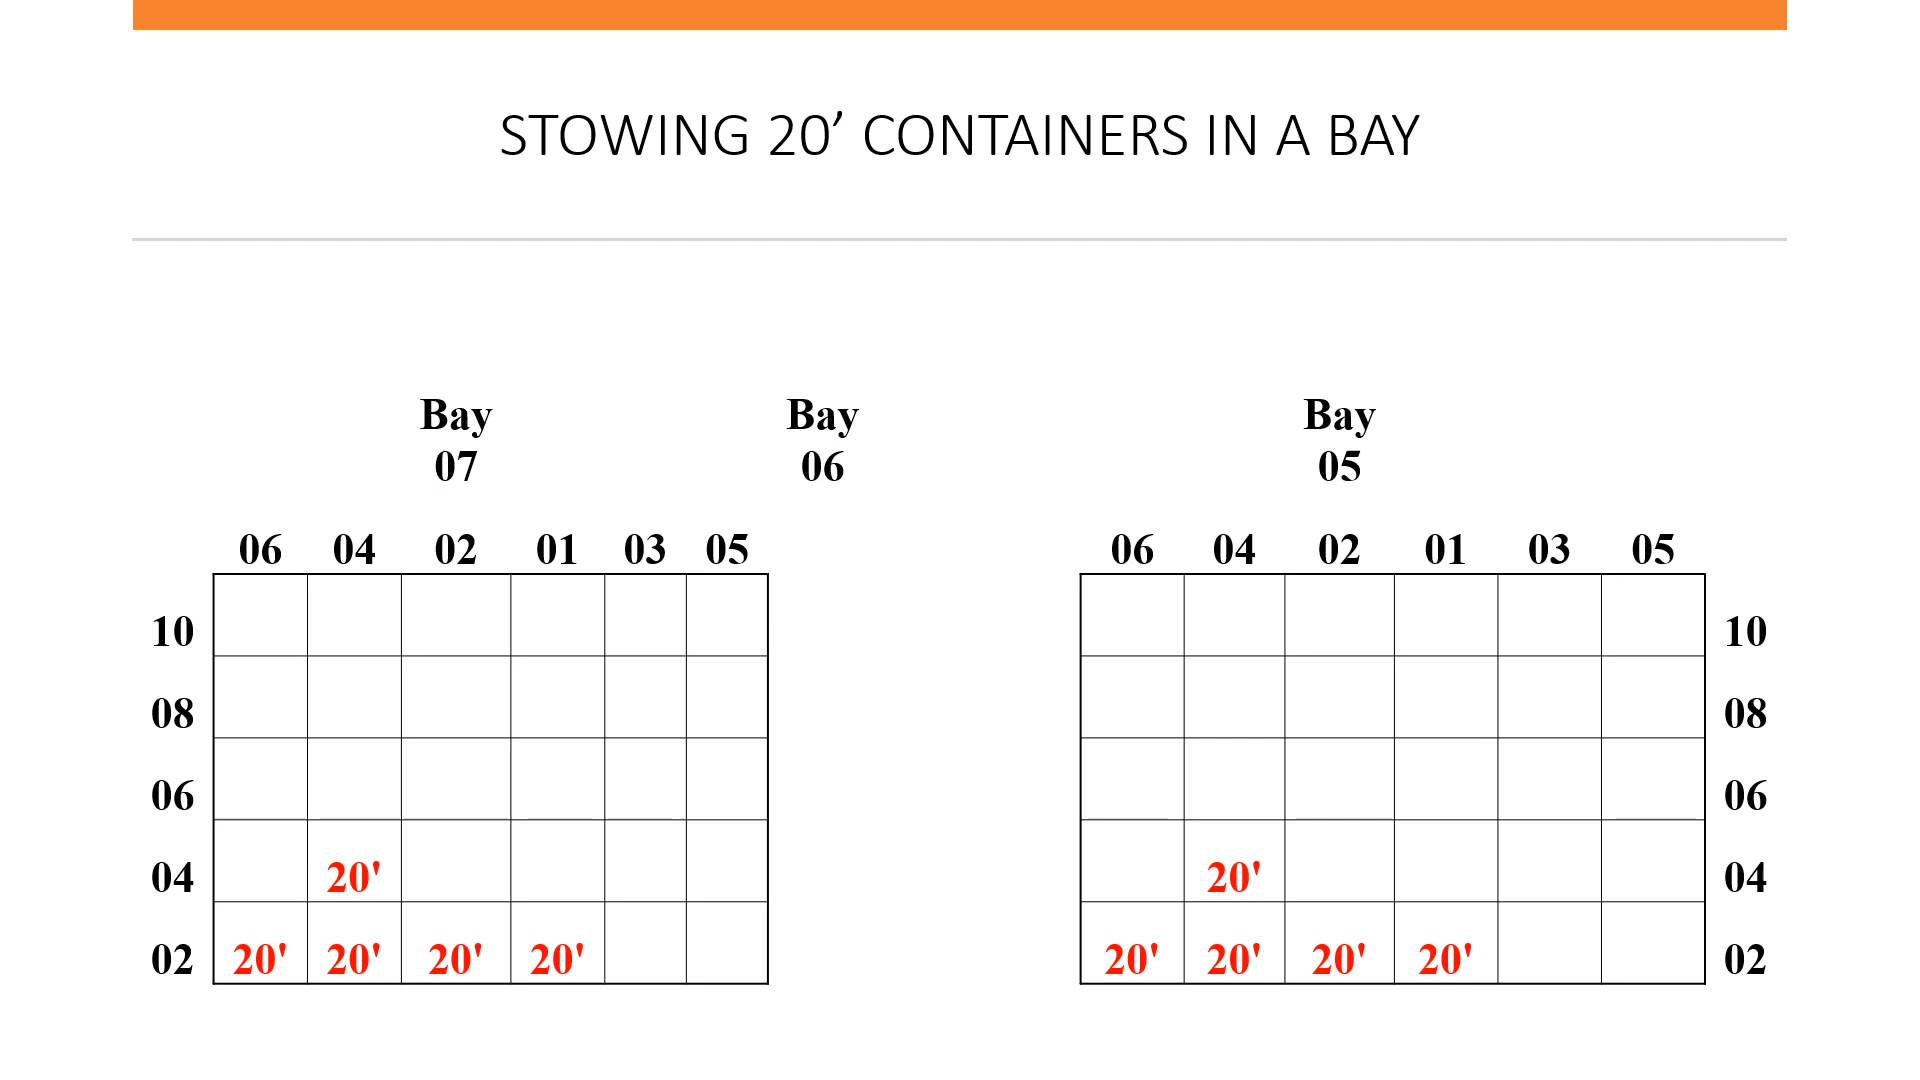 STOWING 20’ CONTAINERS IN A BAY
Bay Bay Bay
07 06 05
06 04 02 01 03 05 06 04 02 01 03 05
10 10
08 08
06 06
04 20' 20' 04
02 20' 20' 20' 20' 20' 20' 20' 20' 02